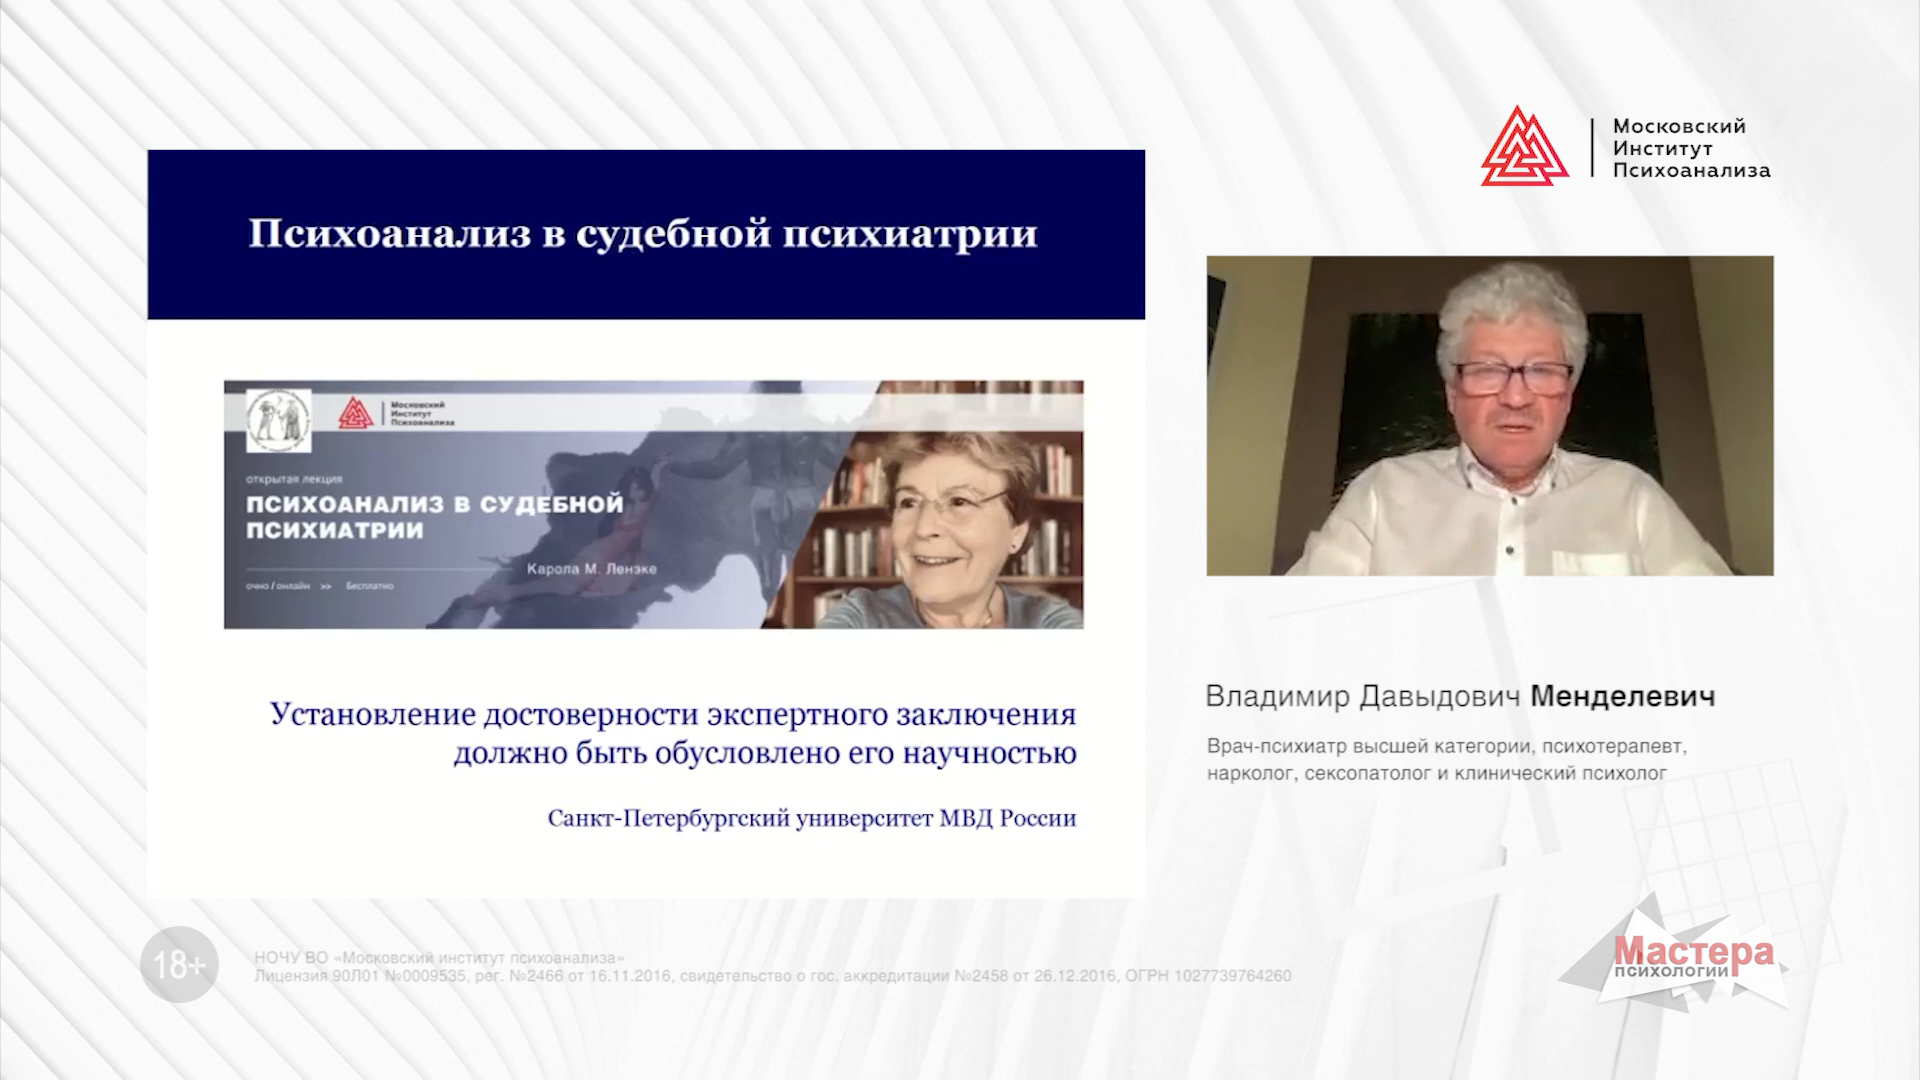 Московский
Институт
Психоанализа
Психоанализ в судебной психиатрии
Московский
Институт
Психоанализа
открытая лекция
ПСИХОАНАЛИЗ В СУДЕБНОЙ
ПСИХИАТРИИ
Карола М. Ленэке
очно / онлайн >> Бесплатно
Установление достоверности экспертного заключения
должно быть обусловлено его научностью
Санкт-Петербургский университет МВД России
Владимир Давыдович Менделевич
Врач-психиатр высшей категории, психотерапевт,
нарколог, сексопатолог и клинический психолог
18+
НОЧУ ВО «Московский институт психоанализа»
Лицензия 90Л01 №0009535, рег. №2466 от 16.11.2016, свидетельство о гос. аккредитации №2458 от 26.12.2016, ОГРН 1027739764260
Мастера
психологии